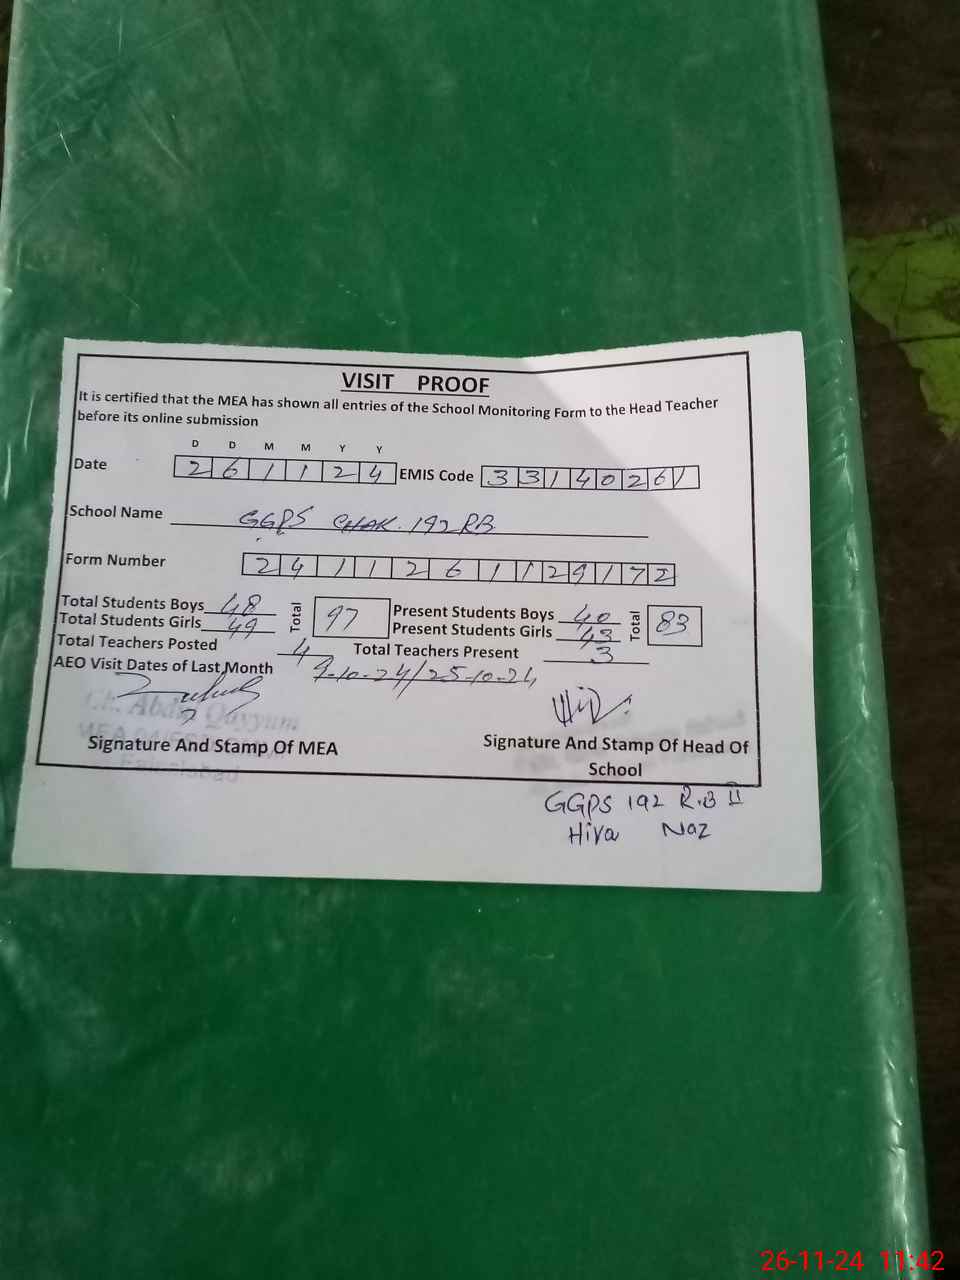 VISIT PROOF
It is certified that the MEA has shown all entries of the School Monitoring Form to the Head Teacher
before its online submission
D D M M Y Y
Date 2 6 1 1 2 4 EMIS Code 3 3 1 4 0 2 6 1
School Name GGPS CHAK. 192 RB
Form Number 2 4 1 1 2 6 1 1 2 9 1 7 2
Total Students Boys 48 Total 97 Present Students Boys 40 Total 83
Total Students Girls 49 Present Students Girls 43
Total Teachers Posted 4 Total Teachers Present 3
AEO Visit Dates of Last Month 9-10-24/25-10-24
Ch. Abdul Qayyum
Faisalabad
Signature And Stamp Of MEA
Signature And Stamp Of Head Of
School
GGPS 192 R.B II
Hira Naz
26-11-24 11:42